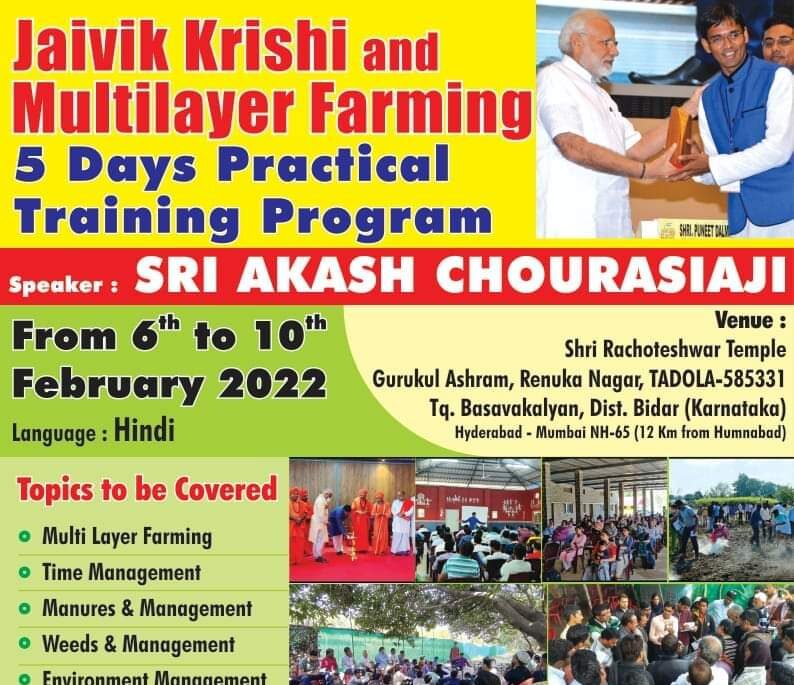 Jaivik Krishi and
Multilayer Farming
5 Days Practical
Training Program
SHRI. PUNEET DALM
Speaker : SRI AKASH CHOURASIAJI
From 6th to 10th
February 2022
Language : Hindi
Venue :
Shri Rachoteshwar Temple
Gurukul Ashram, Renuka Nagar, TADOLA-585331
Tq. Basavakalyan, Dist. Bidar (Karnataka)
Hyderabad - Mumbai NH-65 (12 Km from Humnabad)
Topics to be Covered
Multi Layer Farming
Time Management
Manures & Management
Weeds & Management
Environment Management